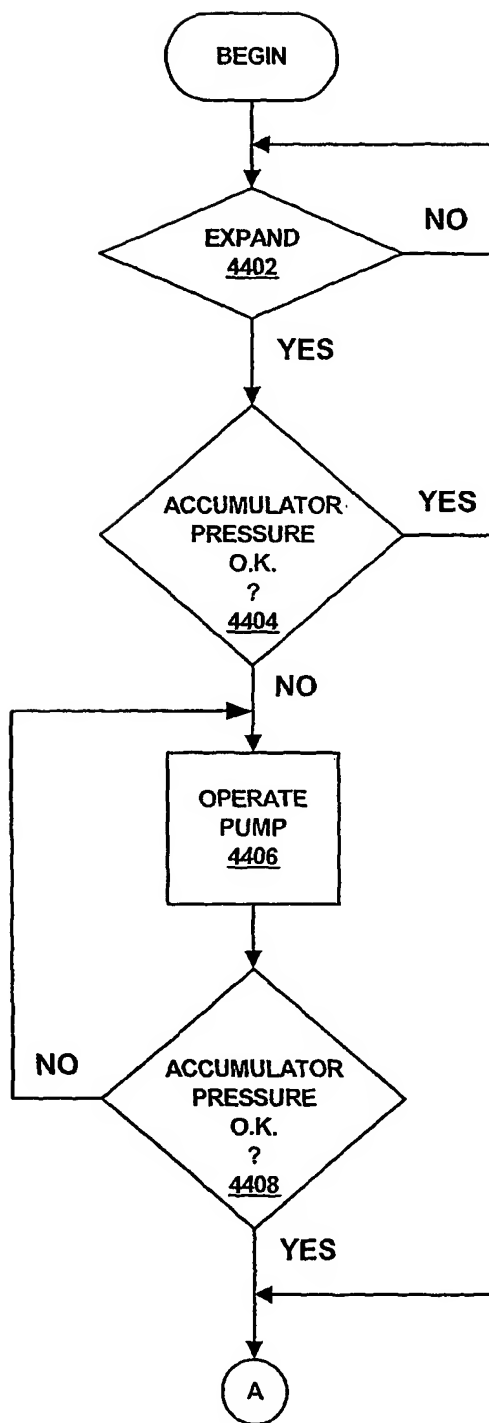 BEGIN
EXPAND
4402
NO
YES
ACCUMULATOR
PRESSURE
O.K.
?
4404
YES
NO
OPERATE
PUMP
4406
NO
ACCUMULATOR
PRESSURE
O.K.
?
4408
YES
A